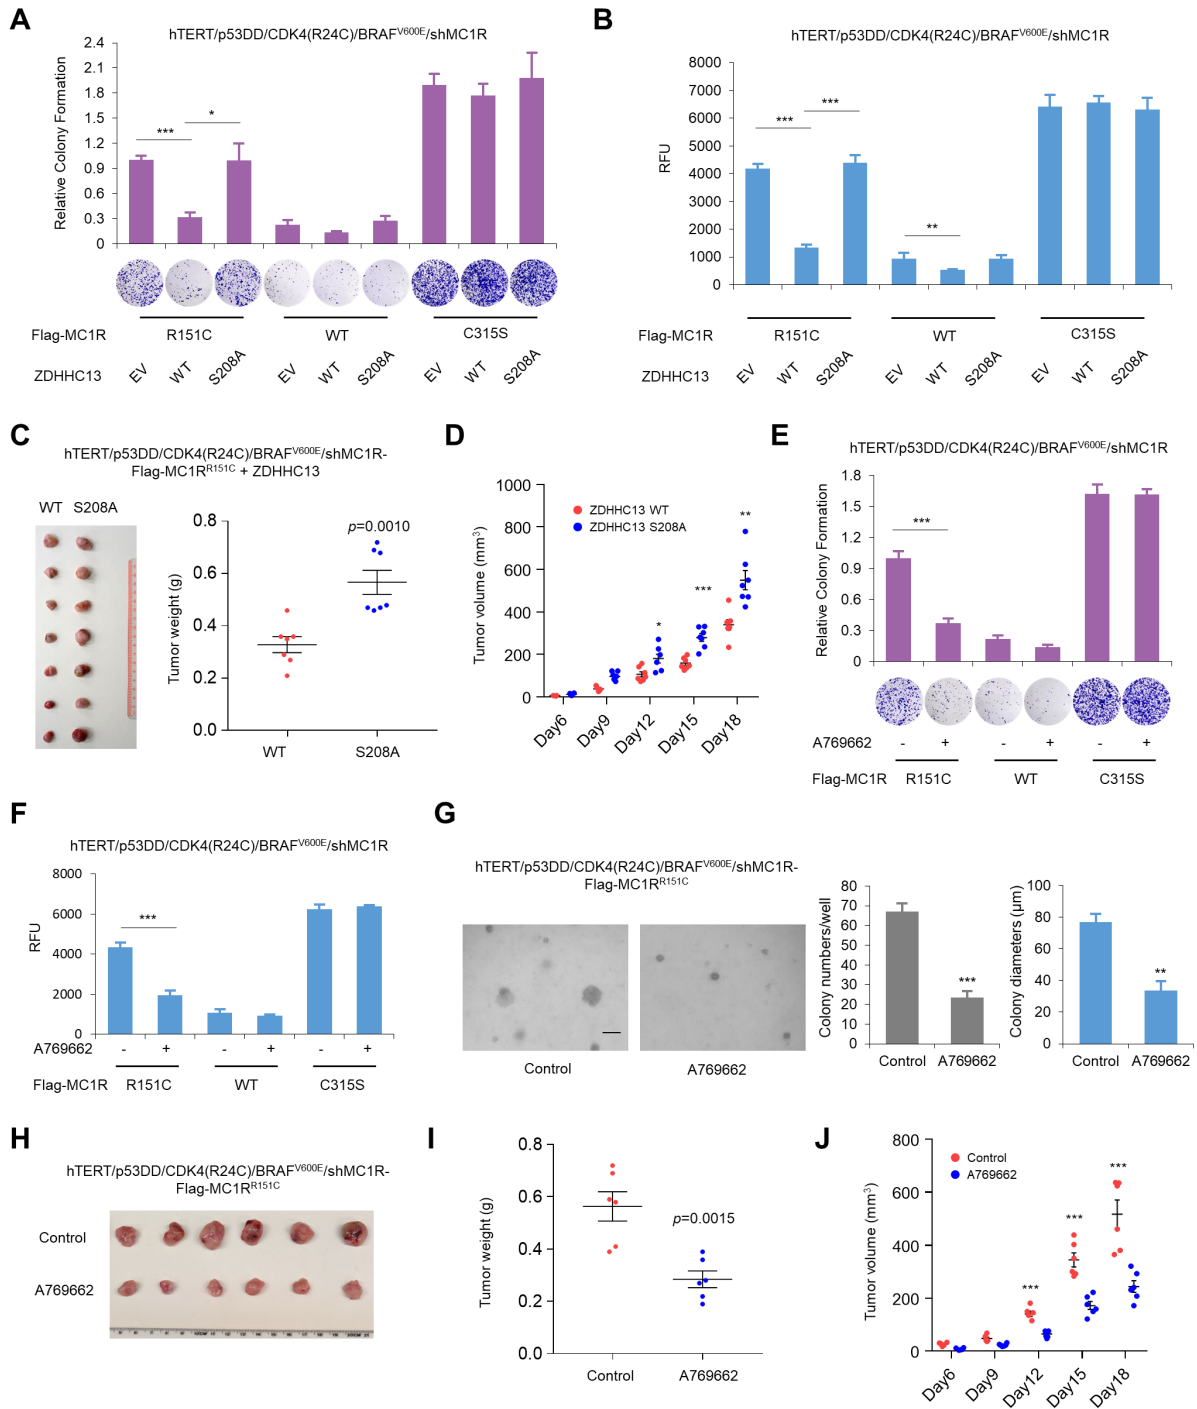 A
hTERT/p53DD/CDK4(R24C)/BRAFV600E/shMC1R
Relative Colony Formation
2.4
2.1
1.8
1.5
1.2
0.9
0.6
0.3
0
***
*
Flag-MC1R
R151C
WT
C315S
ZDHHC13
EV
WT
S208A
EV
WT
S208A
EV
WT
S208A
B
hTERT/p53DD/CDK4(R24C)/BRAFV600E/shMC1R
RFU
8000
7000
6000
5000
4000
3000
2000
1000
0
***
***
**
Flag-MC1R
R151C
WT
C315S
ZDHHC13
EV
WT
S208A
EV
WT
S208A
EV
WT
S208A
C
hTERT/p53DD/CDK4(R24C)/BRAFV600E/shMC1R-
Flag-MC1RR151C + ZDHHC13
WT S208A
Tumor weight (g)
0.8
0.6
0.4
0.2
0.0
p=0.0010
WT
S208A
D
Tumor volume (mm3)
1000
800
600
400
200
0
ZDHHC13 WT
ZDHHC13 S208A
*
***
**
Day6
Day9
Day12
Day15
Day18
E
hTERT/p53DD/CDK4(R24C)/BRAFV600E/shMC1R
Relative Colony Formation
1.8
1.5
1.2
0.9
0.6
0.3
0
***
A769662 - + - + - +
Flag-MC1R R151C WT C315S
F
hTERT/p53DD/CDK4(R24C)/BRAFV600E/shMC1R
RFU
8000
6000
4000
2000
0
***
A769662 - + - + - +
Flag-MC1R R151C WT C315S
G
hTERT/p53DD/CDK4(R24C)/BRAFV600E/shMC1R-
Flag-MC1RR151C
Control
A769662
Colony numbers/well
80
70
60
50
40
30
20
10
0
***
Control A769662
Colony diameters (µm)
100
80
60
40
20
0
**
Control A769662
H
hTERT/p53DD/CDK4(R24C)/BRAFV600E/shMC1R-
Flag-MC1RR151C
Control
A769662
I
Tumor weight (g)
0.8
0.6
0.4
0.2
0.0
p=0.0015
Control
A769662
J
Tumor volume (mm3)
800
600
400
200
0
Control
A769662
***
***
***
Day6
Day9
Day12
Day15
Day18